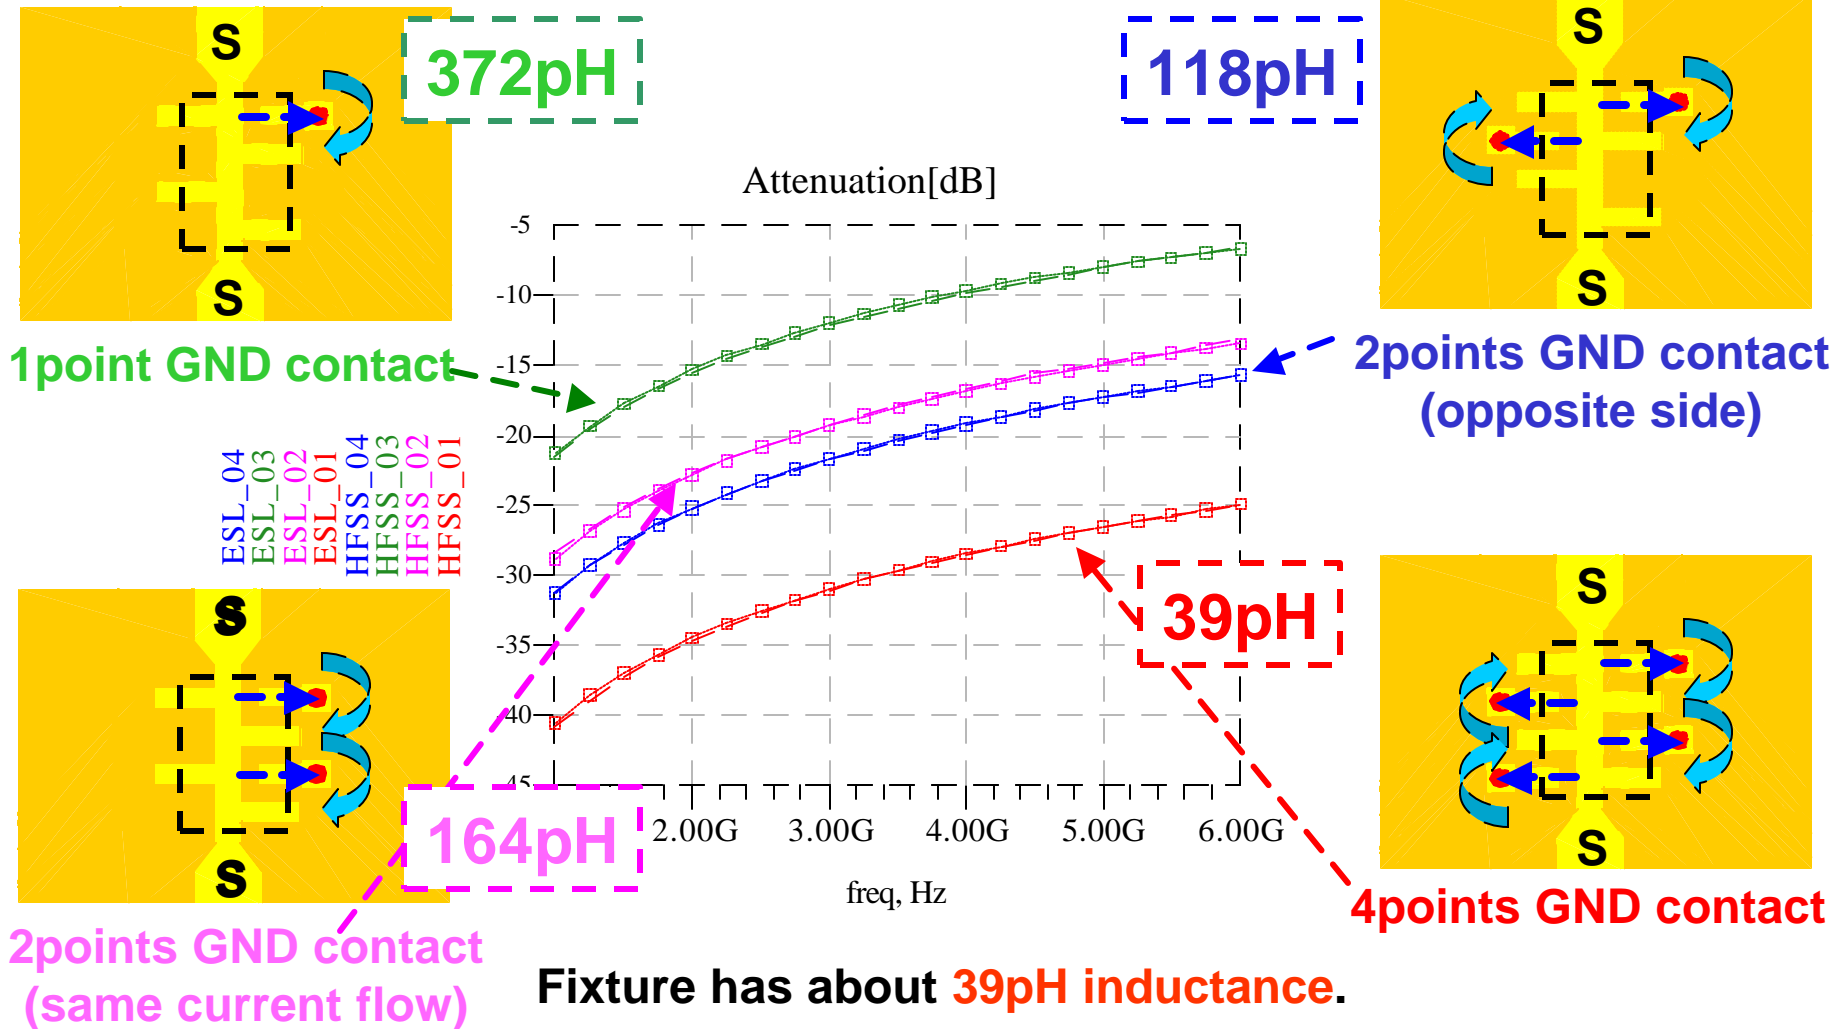 S
S
372pH
1point GND contact
118pH
S
S
2points GND contact
(opposite side)
Attenuation[dB]
-5
-10
-15
-20
-25
-30
-35
-40
-45
2.00G
3.00G
4.00G
5.00G
6.00G
freq, Hz
ESL_04
ESL_03
ESL_02
ESL_01
HFSS_04
HFSS_03
HFSS_02
HFSS_01
S
S
164pH
2points GND contact
(same current flow)
39pH
S
S
4points GND contact
Fixture has about 39pH inductance.